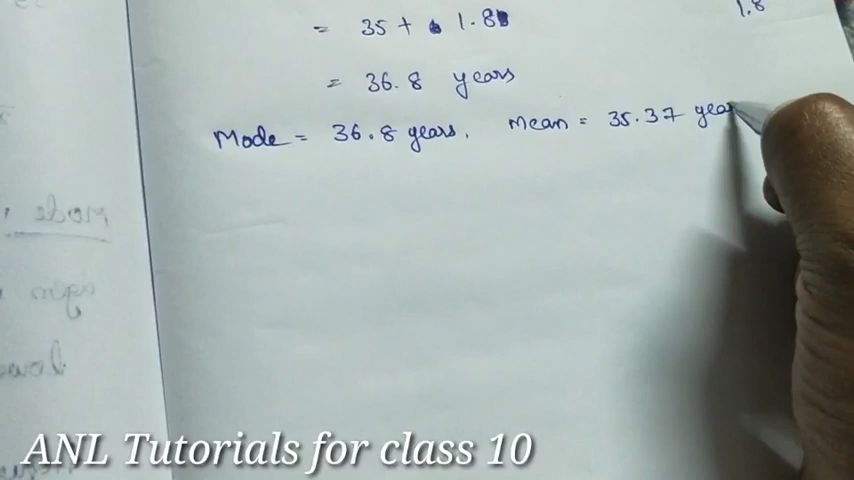 1.8
= 35 + 1.8
= 36.8 years
Mode = 36.8 years. Mean = 35.37 year
ANL Tutorials for class 10